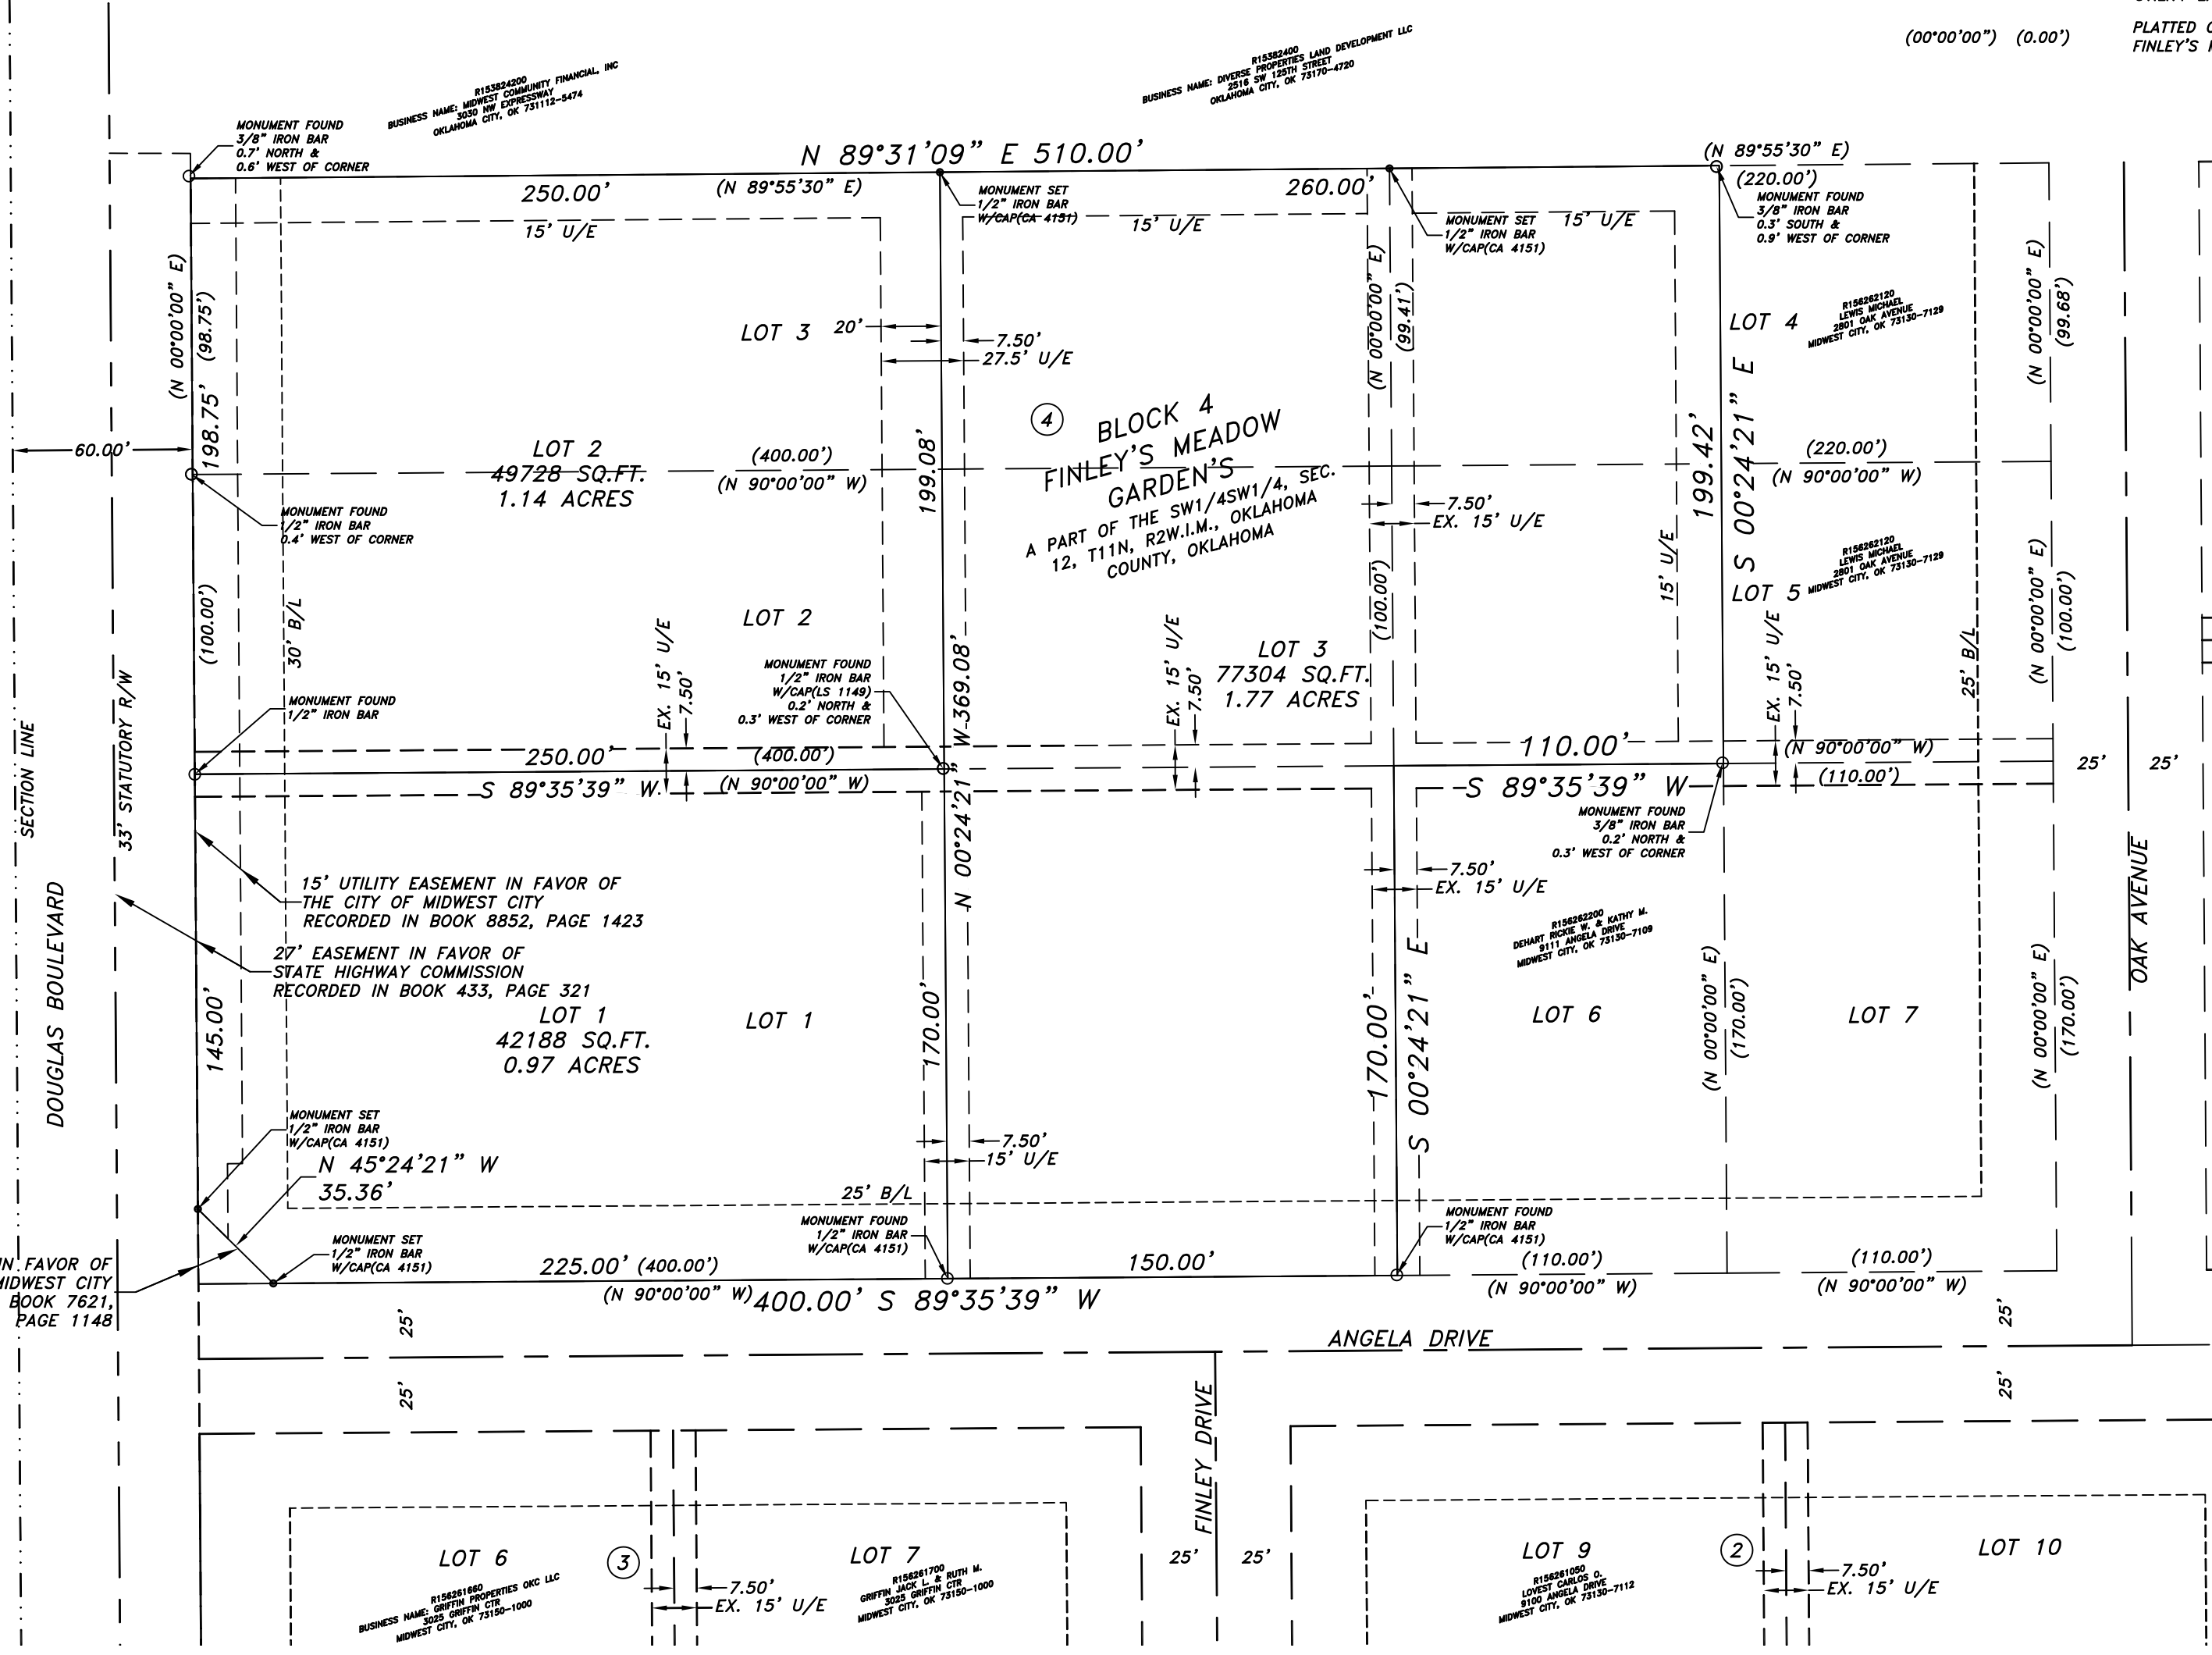 (00°00'00") (0.00')
PLATTED
FINLEY'S
R153824200
BUSINESS NAME: MIDWEST COMMUNITY FINANCIAL, INC
3030 NW EXPRESSWAY
OKLAHOMA CITY, OK 731112-5474
R15382400
BUSINESS NAME: DIVERSE PROPERTIES LAND DEVELOPMENT LLC
2516 SW 125TH STREET
OKLAHOMA CITY, OK 73170-4720
MONUMENT FOUND
3/8" IRON BAR
0.7' NORTH &
0.6' WEST OF CORNER
N 89°31'09" E 510.00'
250.00'
(N 89°55'30" E)
MONUMENT SET
1/2" IRON BAR
W/CAP(CA 4151)
260.00'
(N 89°55'30" E)
(220.00')
MONUMENT FOUND
3/8" IRON BAR
0.3' SOUTH &
0.9' WEST OF CORNER
MONUMENT SET
1/2" IRON BAR
W/CAP(CA 4151)
15' U/E
15' U/E
15' U/E
(N 00°00'00" E)
(98.75')
198.75'
LOT 3
20'
7.50'
27.5' U/E
(N 00°00'00" E)
(99.41')
LOT 4
R156262120
LEWIS MICHAEL
2801 OAK AVENUE
MIDWEST CITY, OK 73130-7129
(N 00°00'00" E)
(99.68')
4
BLOCK 4
FINLEY'S MEADOW
GARDEN'S
A PART OF THE SW1/4SW1/4, SEC.
12, T11N, R2W.I.M., OKLAHOMA
COUNTY, OKLAHOMA
60.00'
LOT 2
49728 SQ.FT.
1.14 ACRES
(400.00')
(N 90°00'00" W)
199.08'
199.42'
S 00°24'21" E
(220.00')
(N 90°00'00" W)
7.50'
EX. 15' U/E
MONUMENT FOUND
1/2" IRON BAR
0.4' WEST OF CORNER
(100.00')
30' B/L
LOT 2
(100.00')
15' U/E
R156262120
LEWIS MICHAEL
2801 OAK AVENUE
MIDWEST CITY, OK 73130-7129
LOT 5
(N 00°00'00" E)
(100.00')
25' B/L
EX. 15' U/E
7.50'
EX. 15' U/E
7.50'
EX. 15' U/E
7.50'
LOT 3
77304 SQ.FT.
1.77 ACRES
MONUMENT FOUND
1/2" IRON BAR
W/CAP(LS 1149)
0.2' NORTH &
0.3' WEST OF CORNER
MONUMENT FOUND
1/2" IRON BAR
N 00°24'21" W 369.08'
250.00'
(400.00')
S 89°35'39" W
(N 90°00'00" W)
110.00'
S 89°35'39" W
(N 90°00'00" W)
(110.00')
25'
25'
SECTION LINE
33' STATUTORY R/W
DOUGLAS BOULEVARD
OAK AVENUE
MONUMENT FOUND
3/8" IRON BAR
0.2' NORTH &
0.3' WEST OF CORNER
7.50'
EX. 15' U/E
15' UTILITY EASEMENT IN FAVOR OF
THE CITY OF MIDWEST CITY
RECORDED IN BOOK 8852, PAGE 1423
27' EASEMENT IN FAVOR OF
STATE HIGHWAY COMMISSION
RECORDED IN BOOK 433, PAGE 321
R156262200
DEHART RICKIE W. & KATHY M.
9111 ANGELA DRIVE
MIDWEST CITY, OK 73130-7109
145.00'
LOT 1
42188 SQ.FT.
0.97 ACRES
LOT 1
170.00'
170.00'
S 00°24'21" E
LOT 6
(N 00°00'00" E)
(170.00')
LOT 7
(N 00°00'00" E)
(170.00')
MONUMENT SET
1/2" IRON BAR
W/CAP(CA 4151)
N 45°24'21" W
35.36'
7.50'
15' U/E
25' B/L
MONUMENT FOUND
1/2" IRON BAR
W/CAP(CA 4151)
MONUMENT FOUND
1/2" IRON BAR
W/CAP(CA 4151)
MONUMENT SET
1/2" IRON BAR
W/CAP(CA 4151)
IN FAVOR OF
MIDWEST CITY
BOOK 7621,
PAGE 1148
225.00' (400.00')
(N 90°00'00" W)
400.00' S 89°35'39" W
150.00'
(110.00')
(N 90°00'00" W)
(110.00')
(N 90°00'00" W)
25'
25'
ANGELA DRIVE
25'
25'
FINLEY DRIVE
25'
25'
LOT 6
R156261660
BUSINESS NAME: GRIFFIN PROPERTIES OKC LLC
3025 GRIFFIN CTR
MIDWEST CITY, OK 73150-1000
3
7.50'
EX. 15' U/E
LOT 7
R156261700
GRIFFIN JACK L. & RUTH M.
3025 GRIFFIN CTR
MIDWEST CITY, OK 73150-1000
LOT 9
R156261050
LOVEST CARLOS O.
9100 ANGELA DRIVE
MIDWEST CITY, OK 73130-7112
2
7.50'
EX. 15' U/E
LOT 10